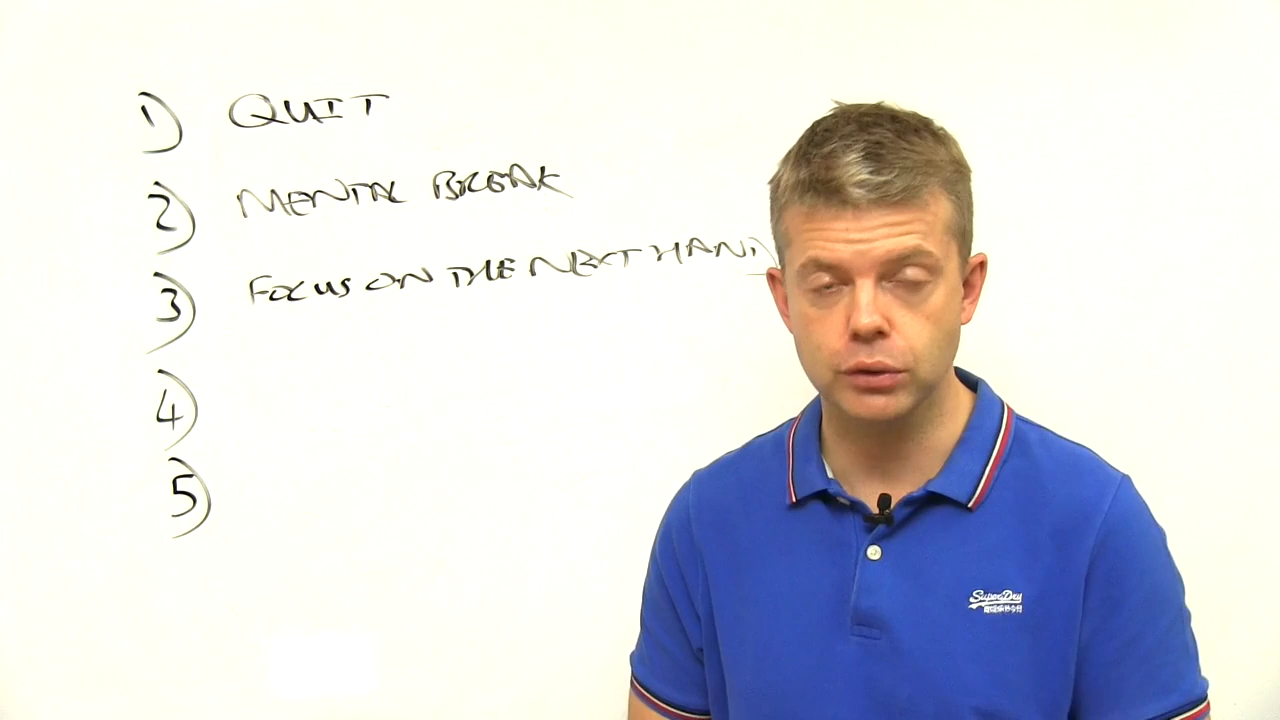 1) QUIT
2) MENTAL BREAK
3) FOCUS ON THE NEXT HAND
4)
5)
SuperDry